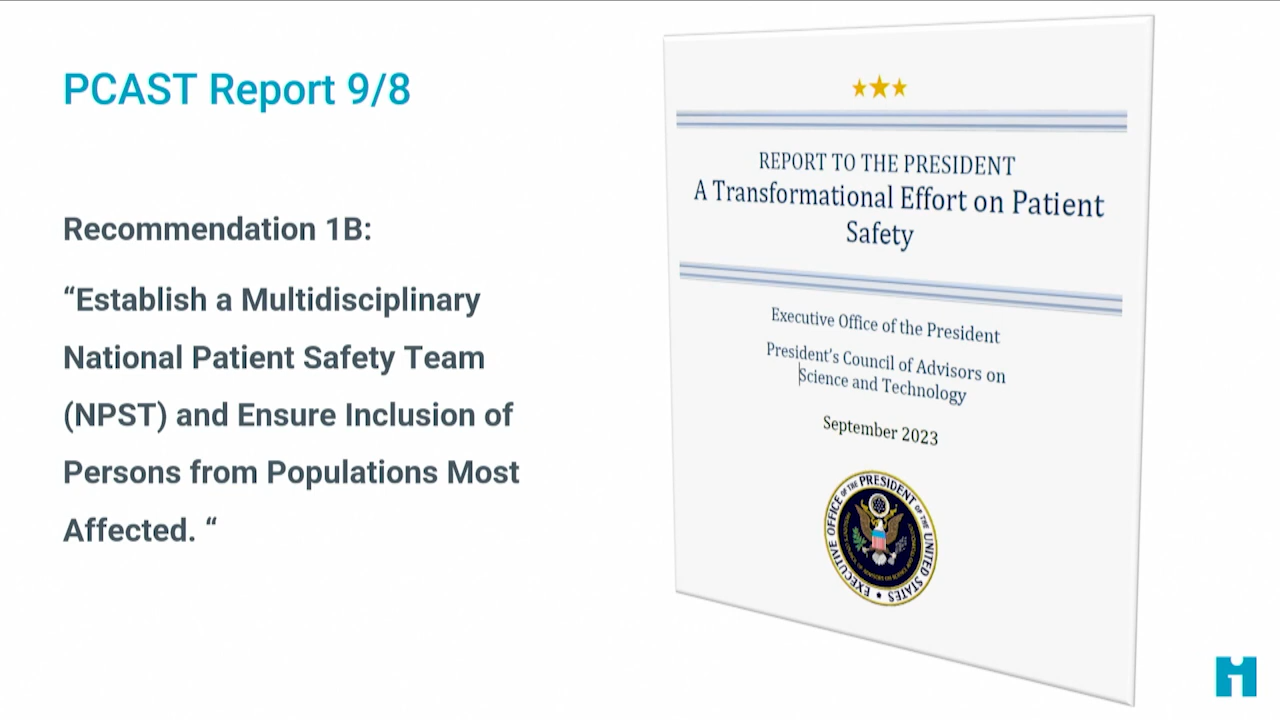 PCAST Report 9/8
Recommendation 1B:
“Establish a Multidisciplinary
National Patient Safety Team
(NPST) and Ensure Inclusion of
Persons from Populations Most
Affected. “
REPORT TO THE PRESIDENT
A Transformational Effort on Patient
Safety
Executive Office of the President
President’s Council of Advisors on
Science and Technology
September 2023
EXECUTIVE OFFICE OF THE PRESIDENT OF THE UNITED STATES